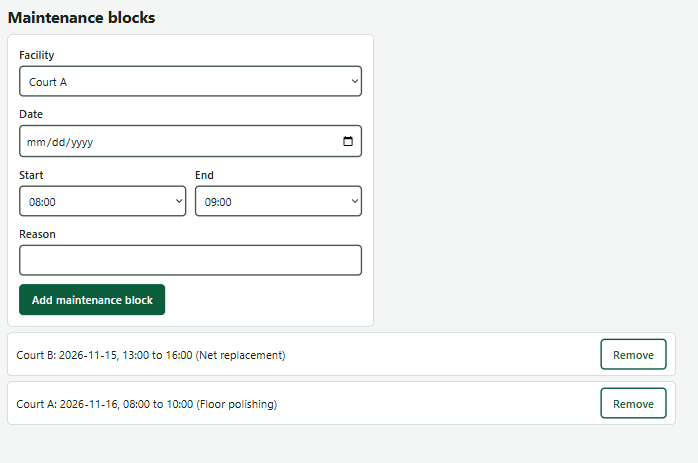 Maintenance blocks
Facility
Court A
Date
mm/dd/yyyy
Start End
08:00 09:00
Reason
Add maintenance block
Court B: 2026-11-15, 13:00 to 16:00 (Net replacement) Remove
Court A: 2026-11-16, 08:00 to 10:00 (Floor polishing) Remove